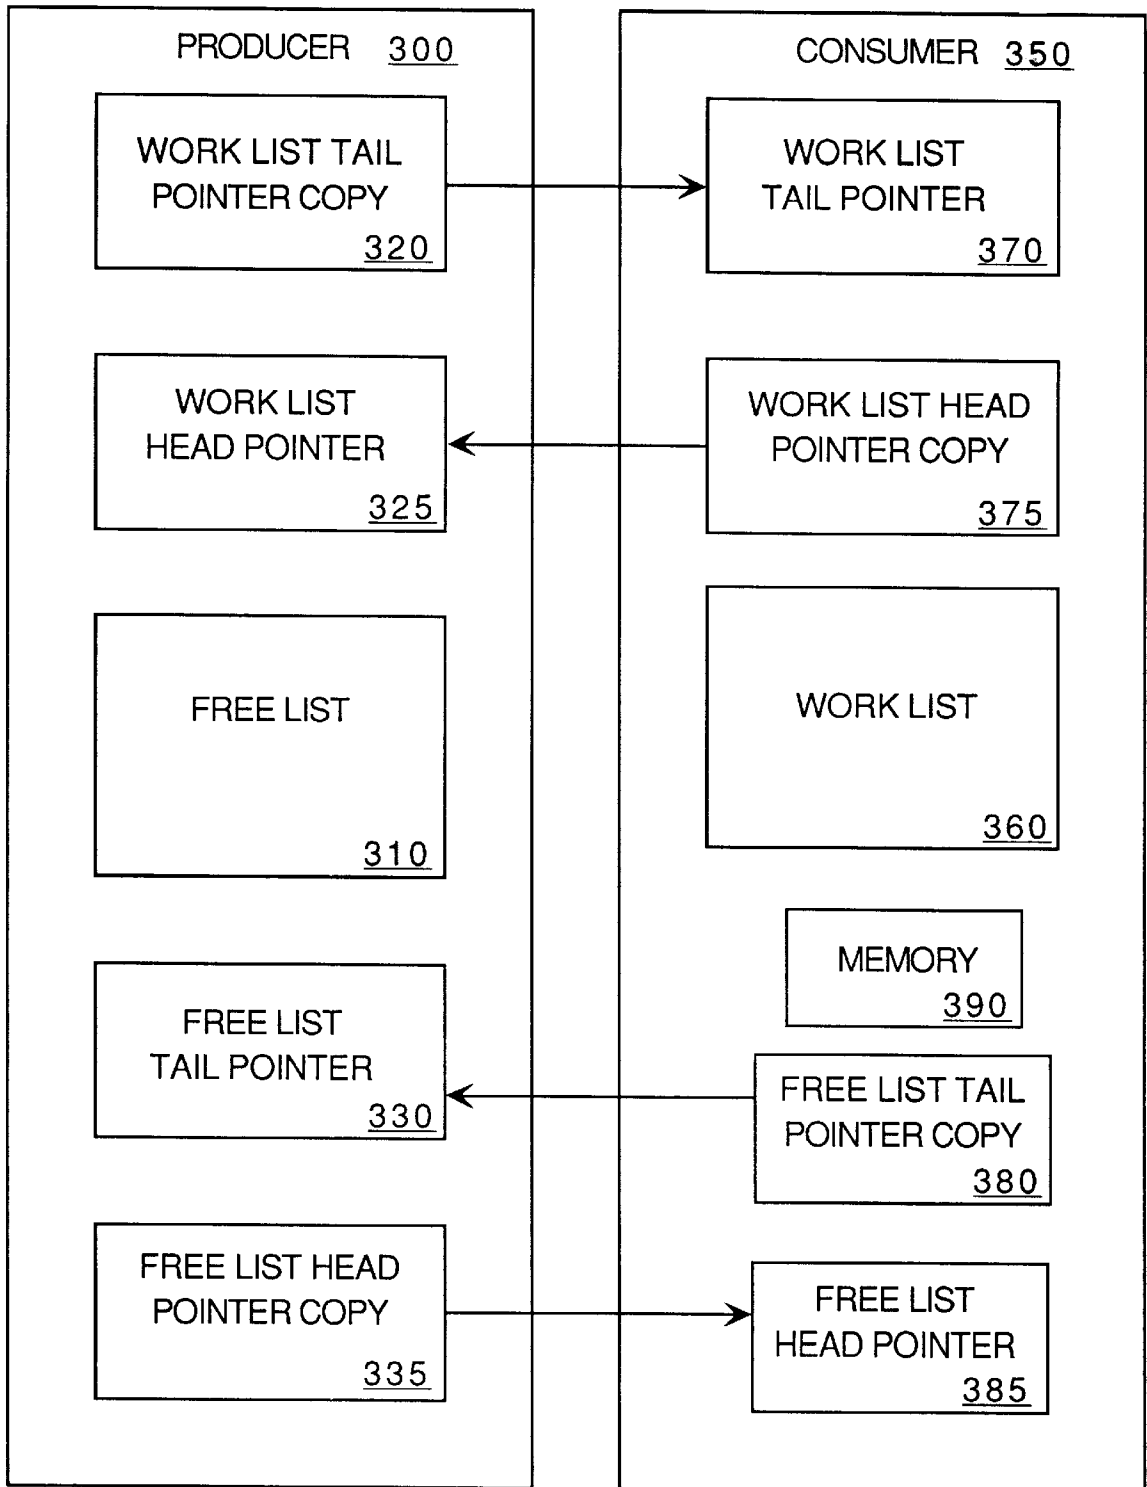 PRODUCER 300
WORK LIST TAIL
POINTER COPY
320
WORK LIST
HEAD POINTER
325
FREE LIST
310
FREE LIST
TAIL POINTER
330
FREE LIST HEAD
POINTER COPY
335
CONSUMER 350
WORK LIST
TAIL POINTER
370
WORK LIST HEAD
POINTER COPY
375
WORK LIST
360
MEMORY
390
FREE LIST TAIL
POINTER COPY
380
FREE LIST
HEAD POINTER
385